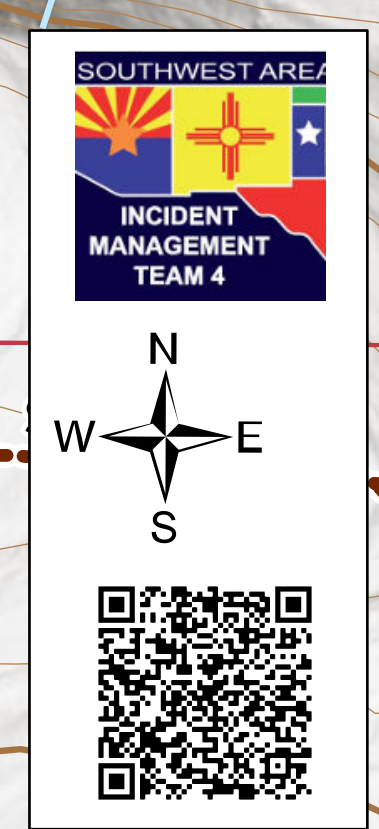 SOUTHWEST AREA
INCIDENT
MANAGEMENT
TEAM 4
N
W E
S